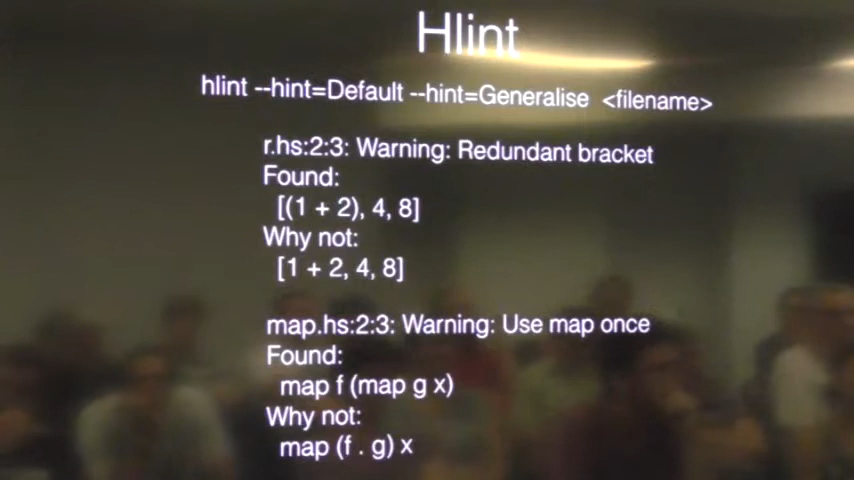 Hlint
hlint --hint=Default --hint=Generalise <filename>
r.hs:2:3: Warning: Redundant bracket
Found:
[(1 + 2), 4, 8]
Why not:
[1 + 2, 4, 8]
map.hs:2:3: Warning: Use map once
Found:
map f (map g x)
Why not:
map (f . g) x